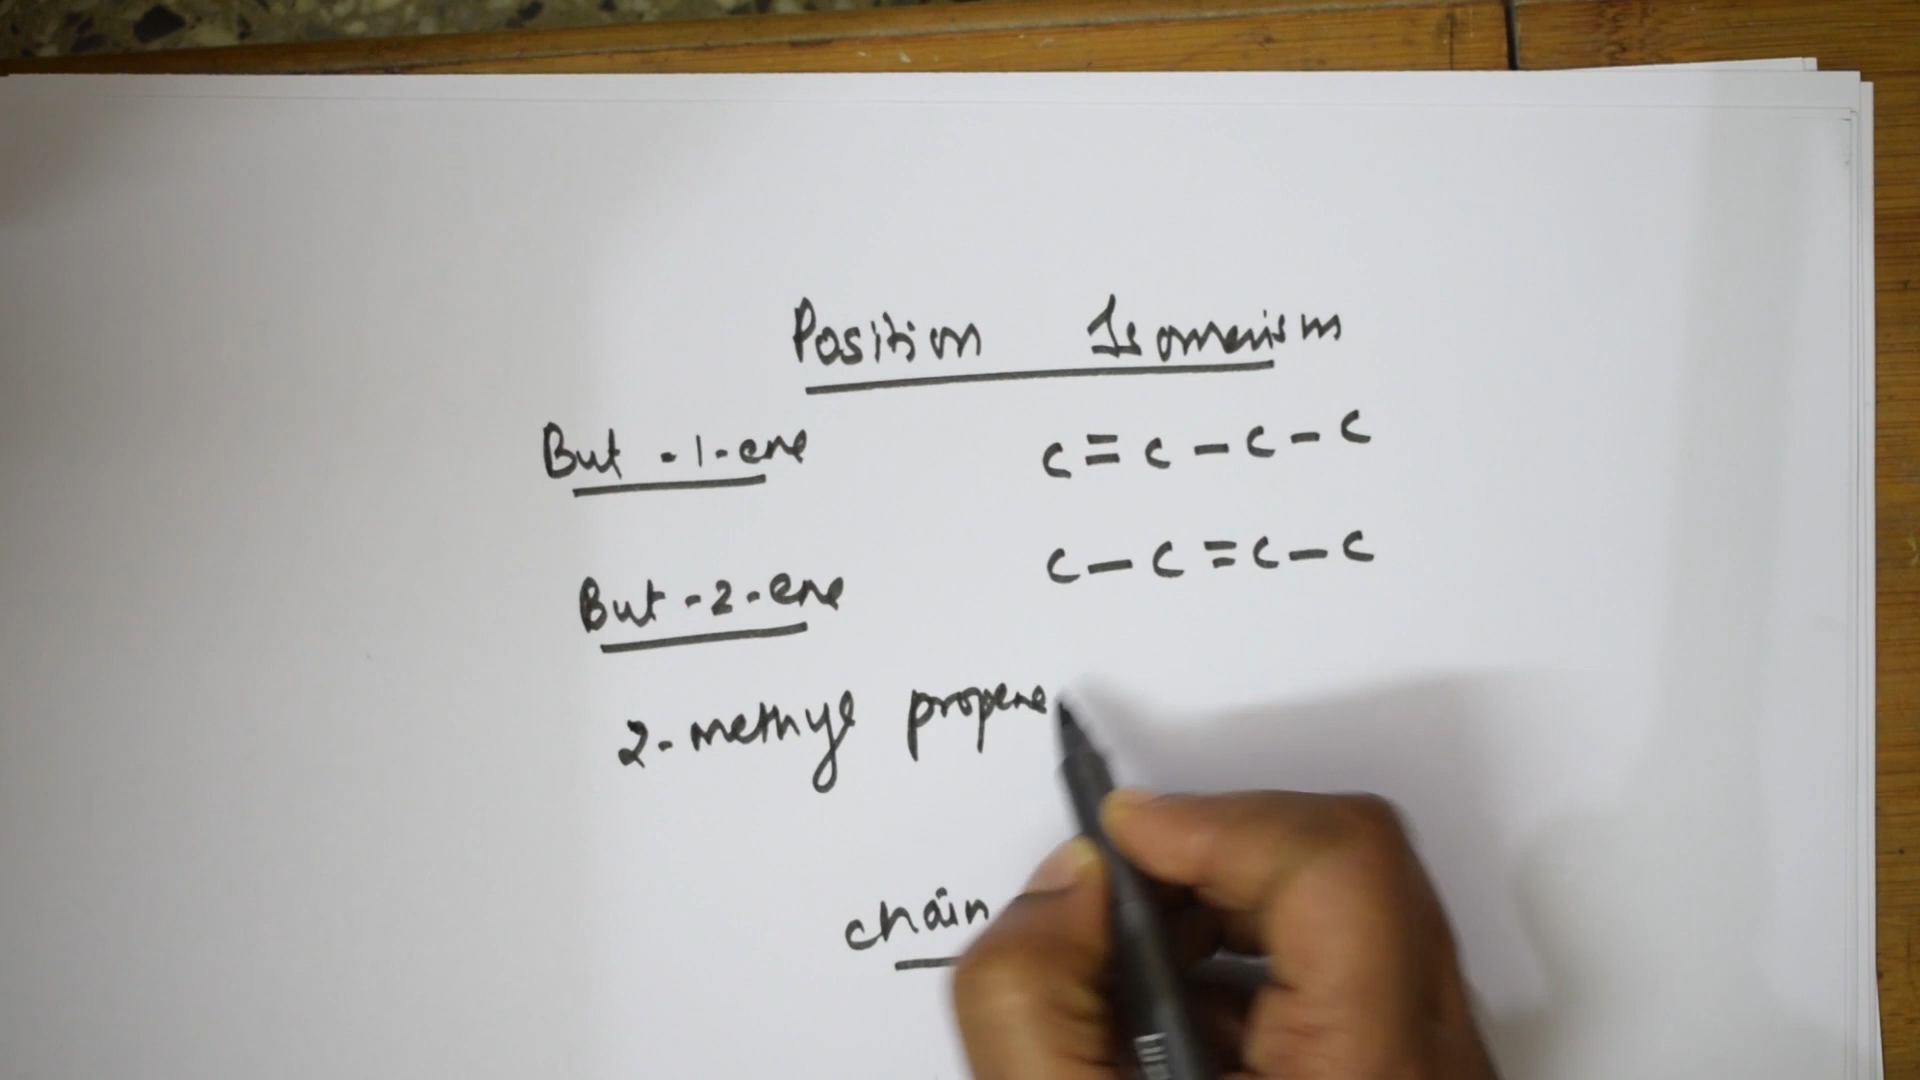 Position Isomerism
But - 1 - ene C = C - C - C
C - C = C - C
But - 2 - ene
2 - methyl propene
chain